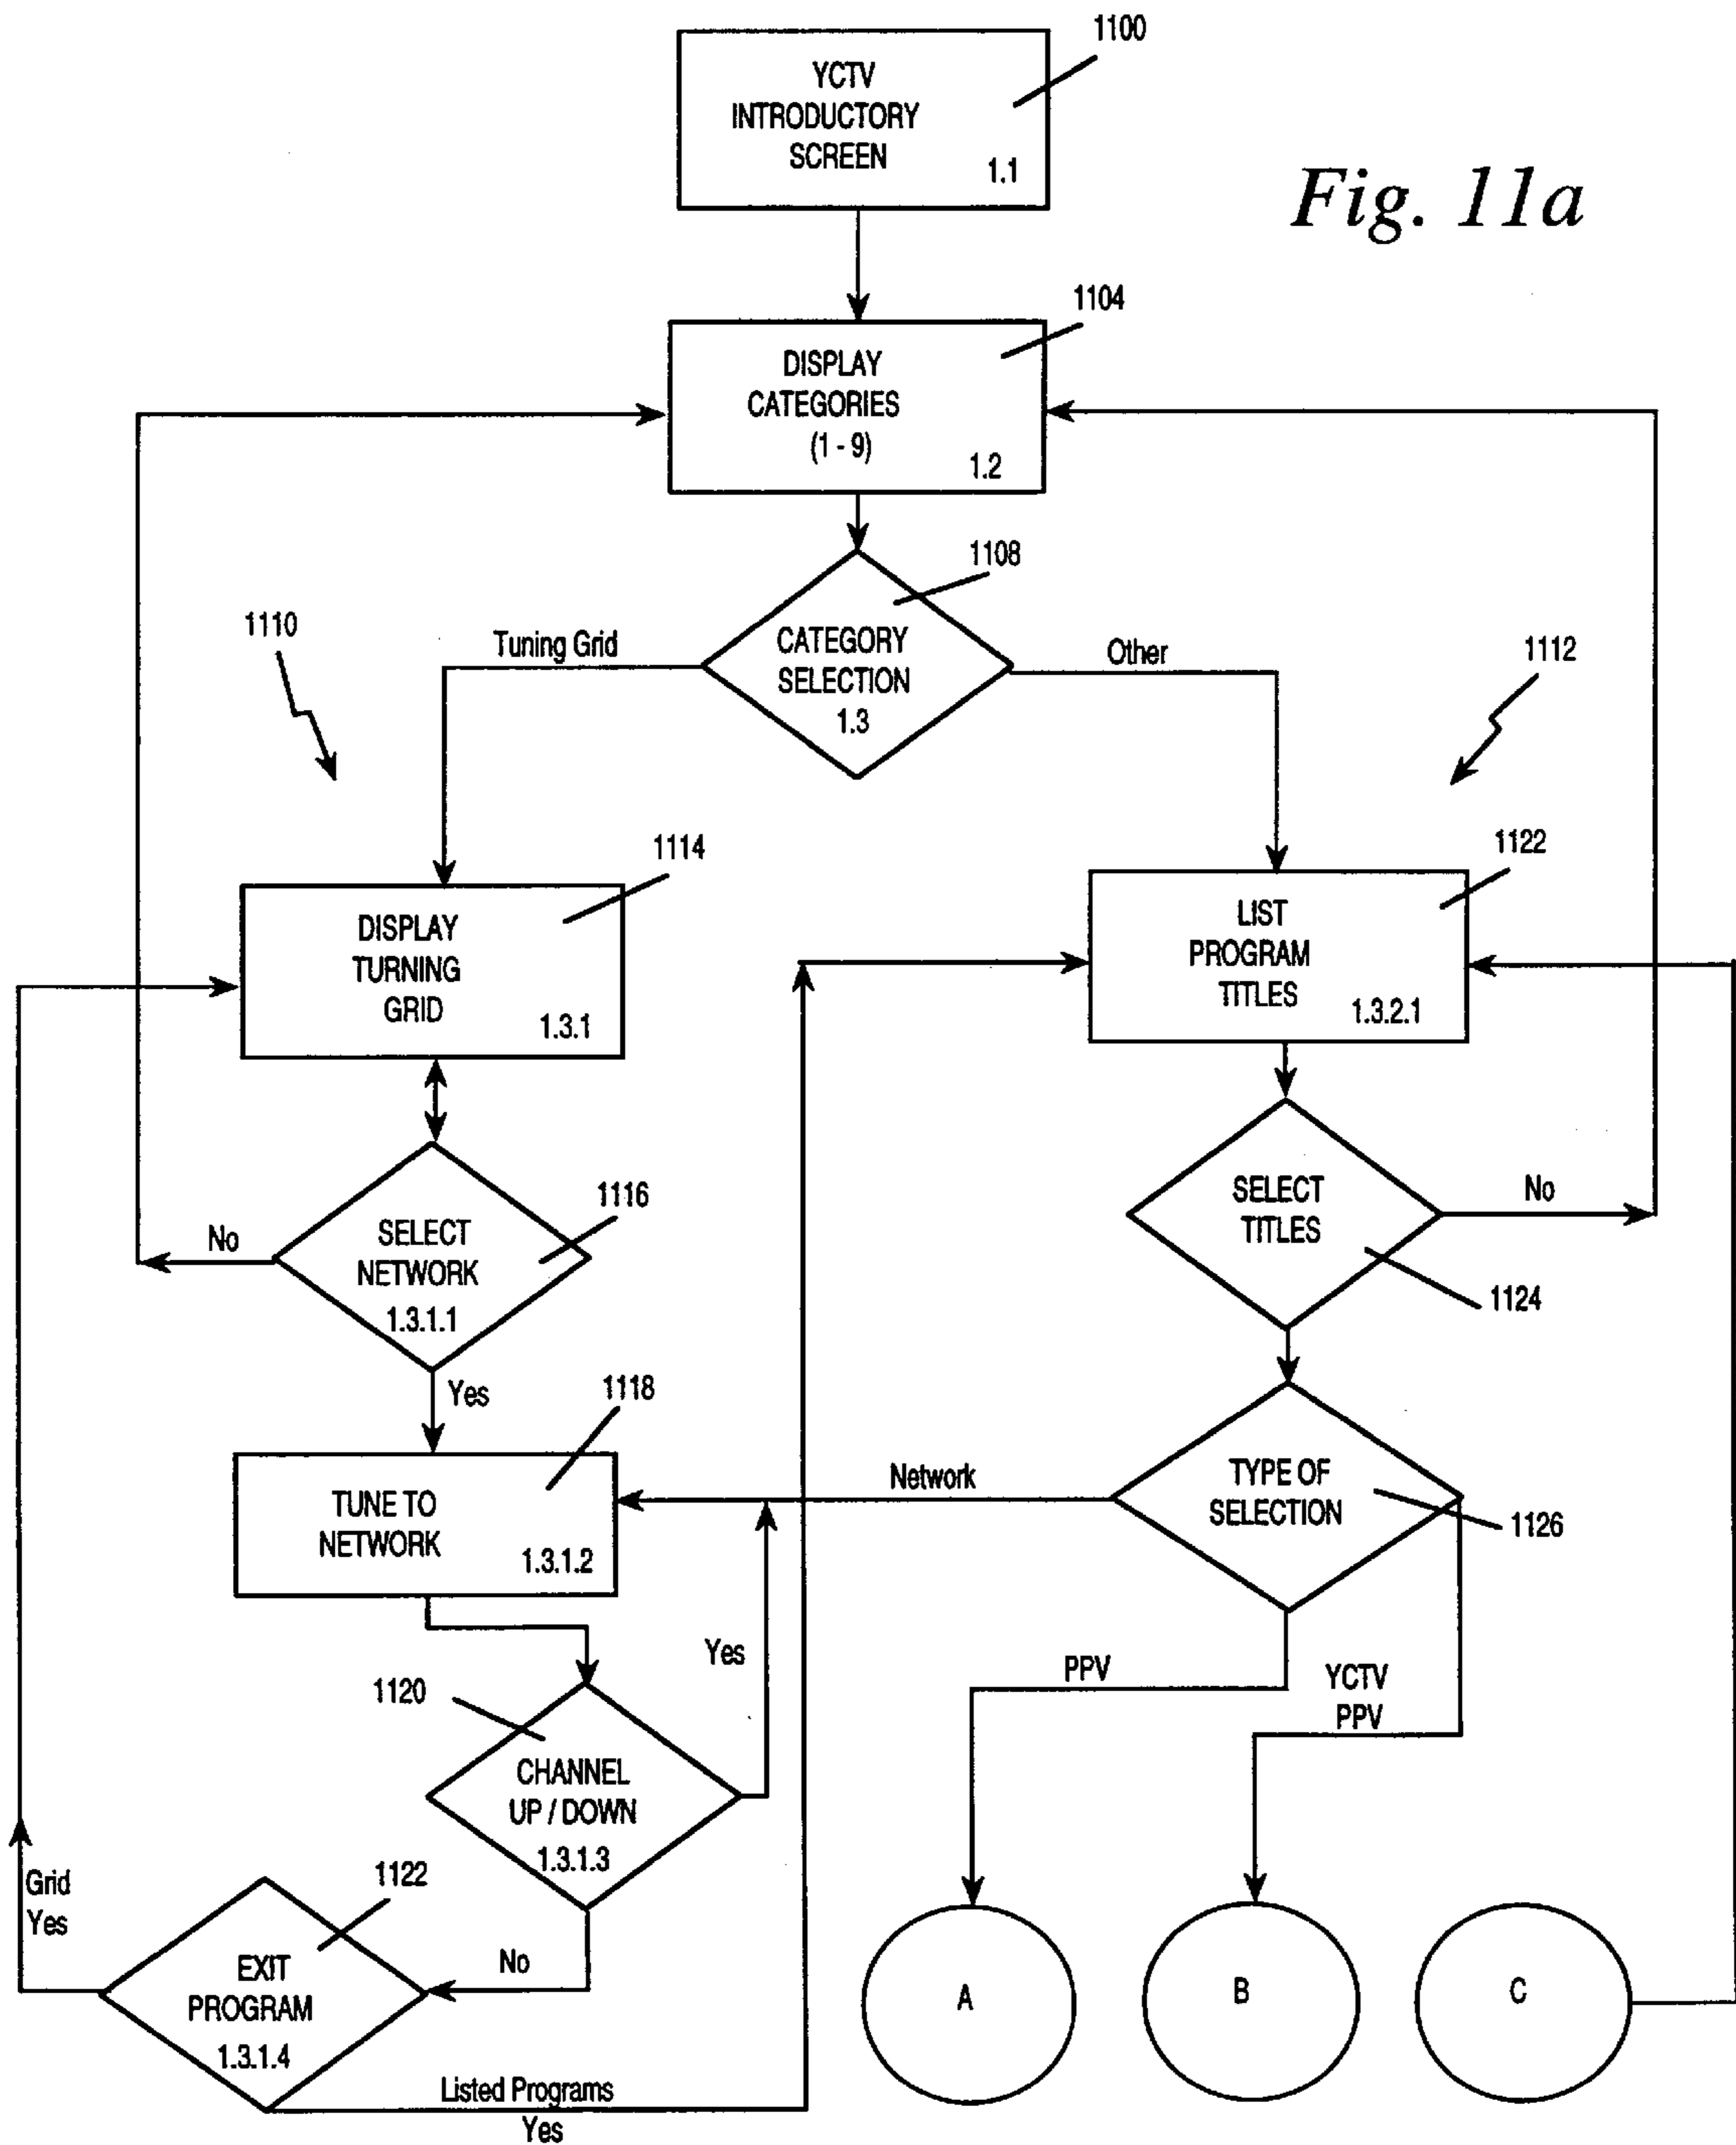 1100
YCTV
INTRODUCTORY
SCREEN
1.1
Fig. 11a
1104
DISPLAY
CATEGORIES
(1 - 9)
1.2
1108
CATEGORY
SELECTION
1.3
Tuning Grid
Other
1110
1112
1114
DISPLAY
TURNING
GRID
1.3.1
1122
LIST
PROGRAM
TITLES
1.3.2.1
1116
SELECT
NETWORK
1.3.1.1
No
Yes
SELECT
TITLES
No
1124
1118
TUNE TO
NETWORK
1.3.1.2
Network
TYPE OF
SELECTION
1126
PPV
YCTV
PPV
Yes
1120
CHANNEL
UP / DOWN
1.3.1.3
No
1122
EXIT
PROGRAM
1.3.1.4
Grid
Yes
Listed Programs
Yes
A
B
C